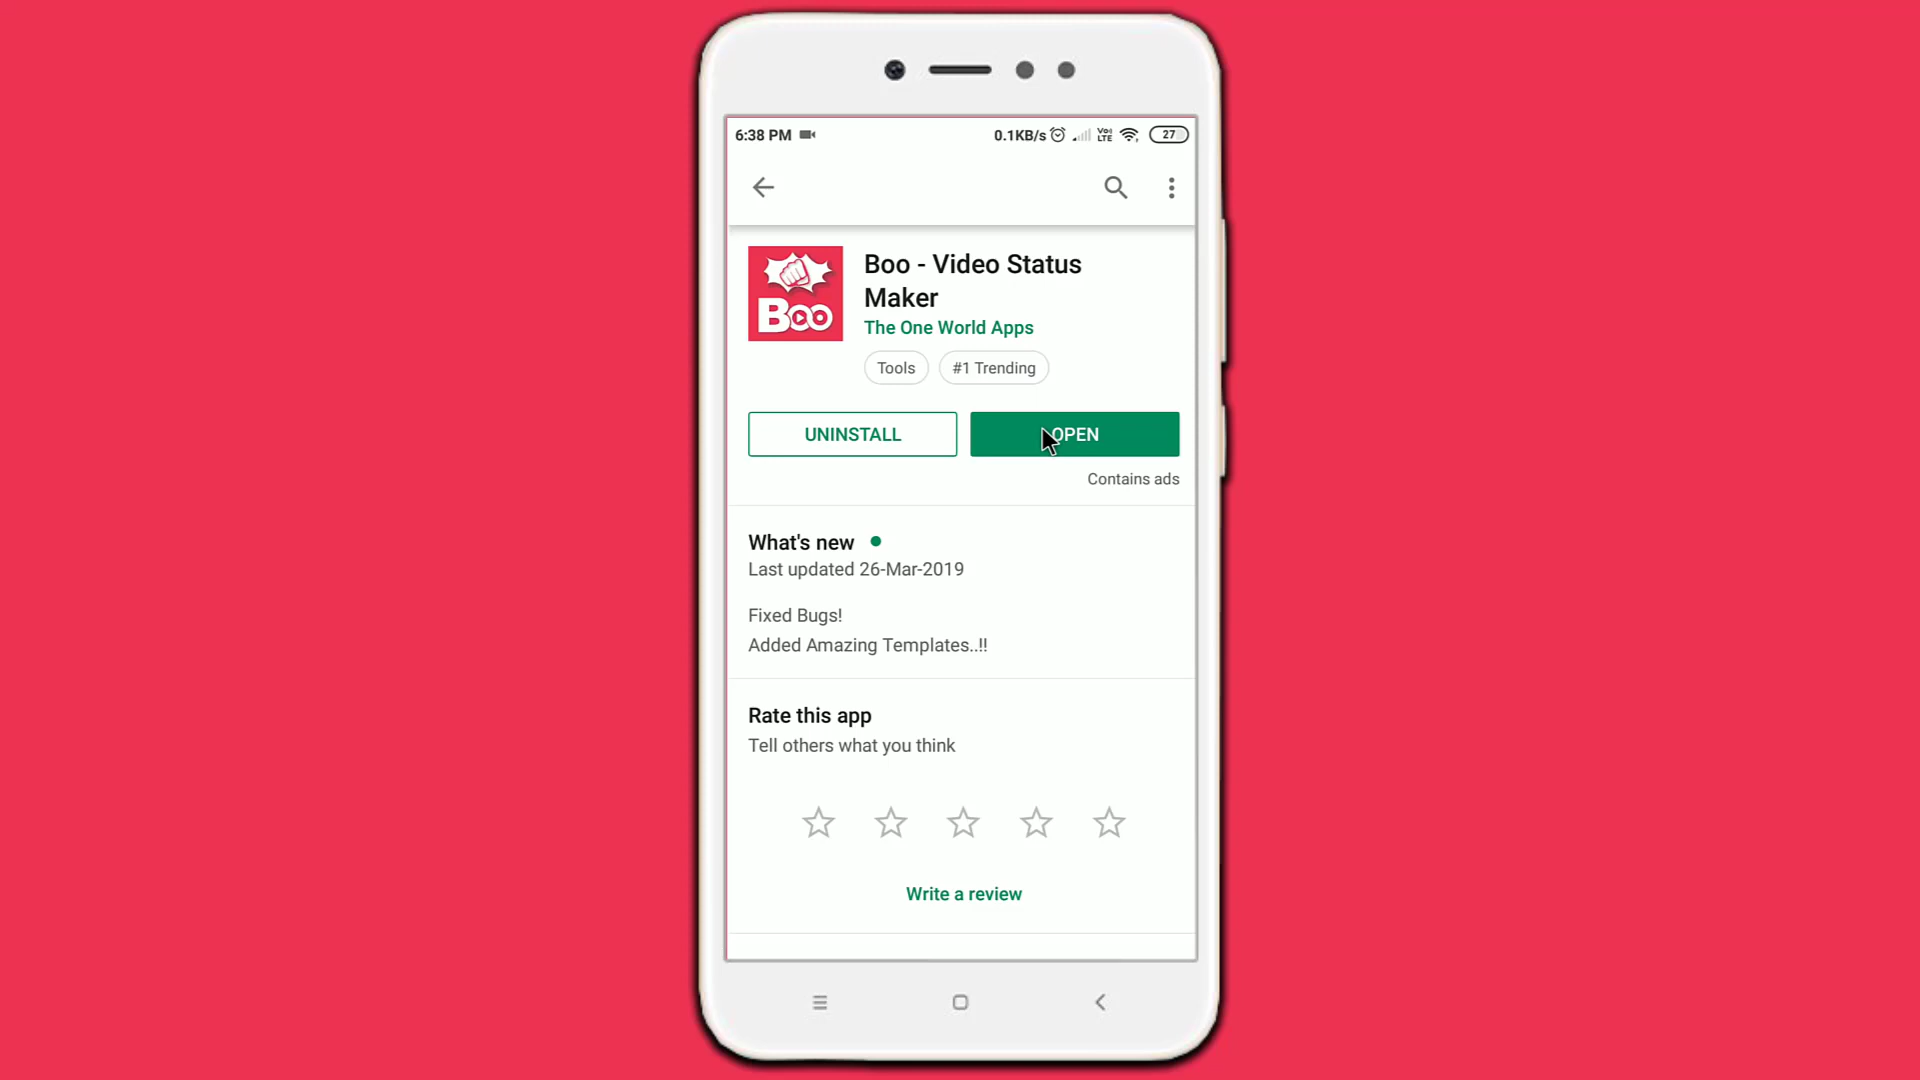 6:38 PM 0.1KB/s Vo) LTE 27
Boo - Video Status
Maker
Boo
The One World Apps
Tools #1 Trending
UNINSTALL OPEN
Contains ads
What's new
Last updated 26-Mar-2019
Fixed Bugs!
Added Amazing Templates..!!
Rate this app
Tell others what you think
Write a review